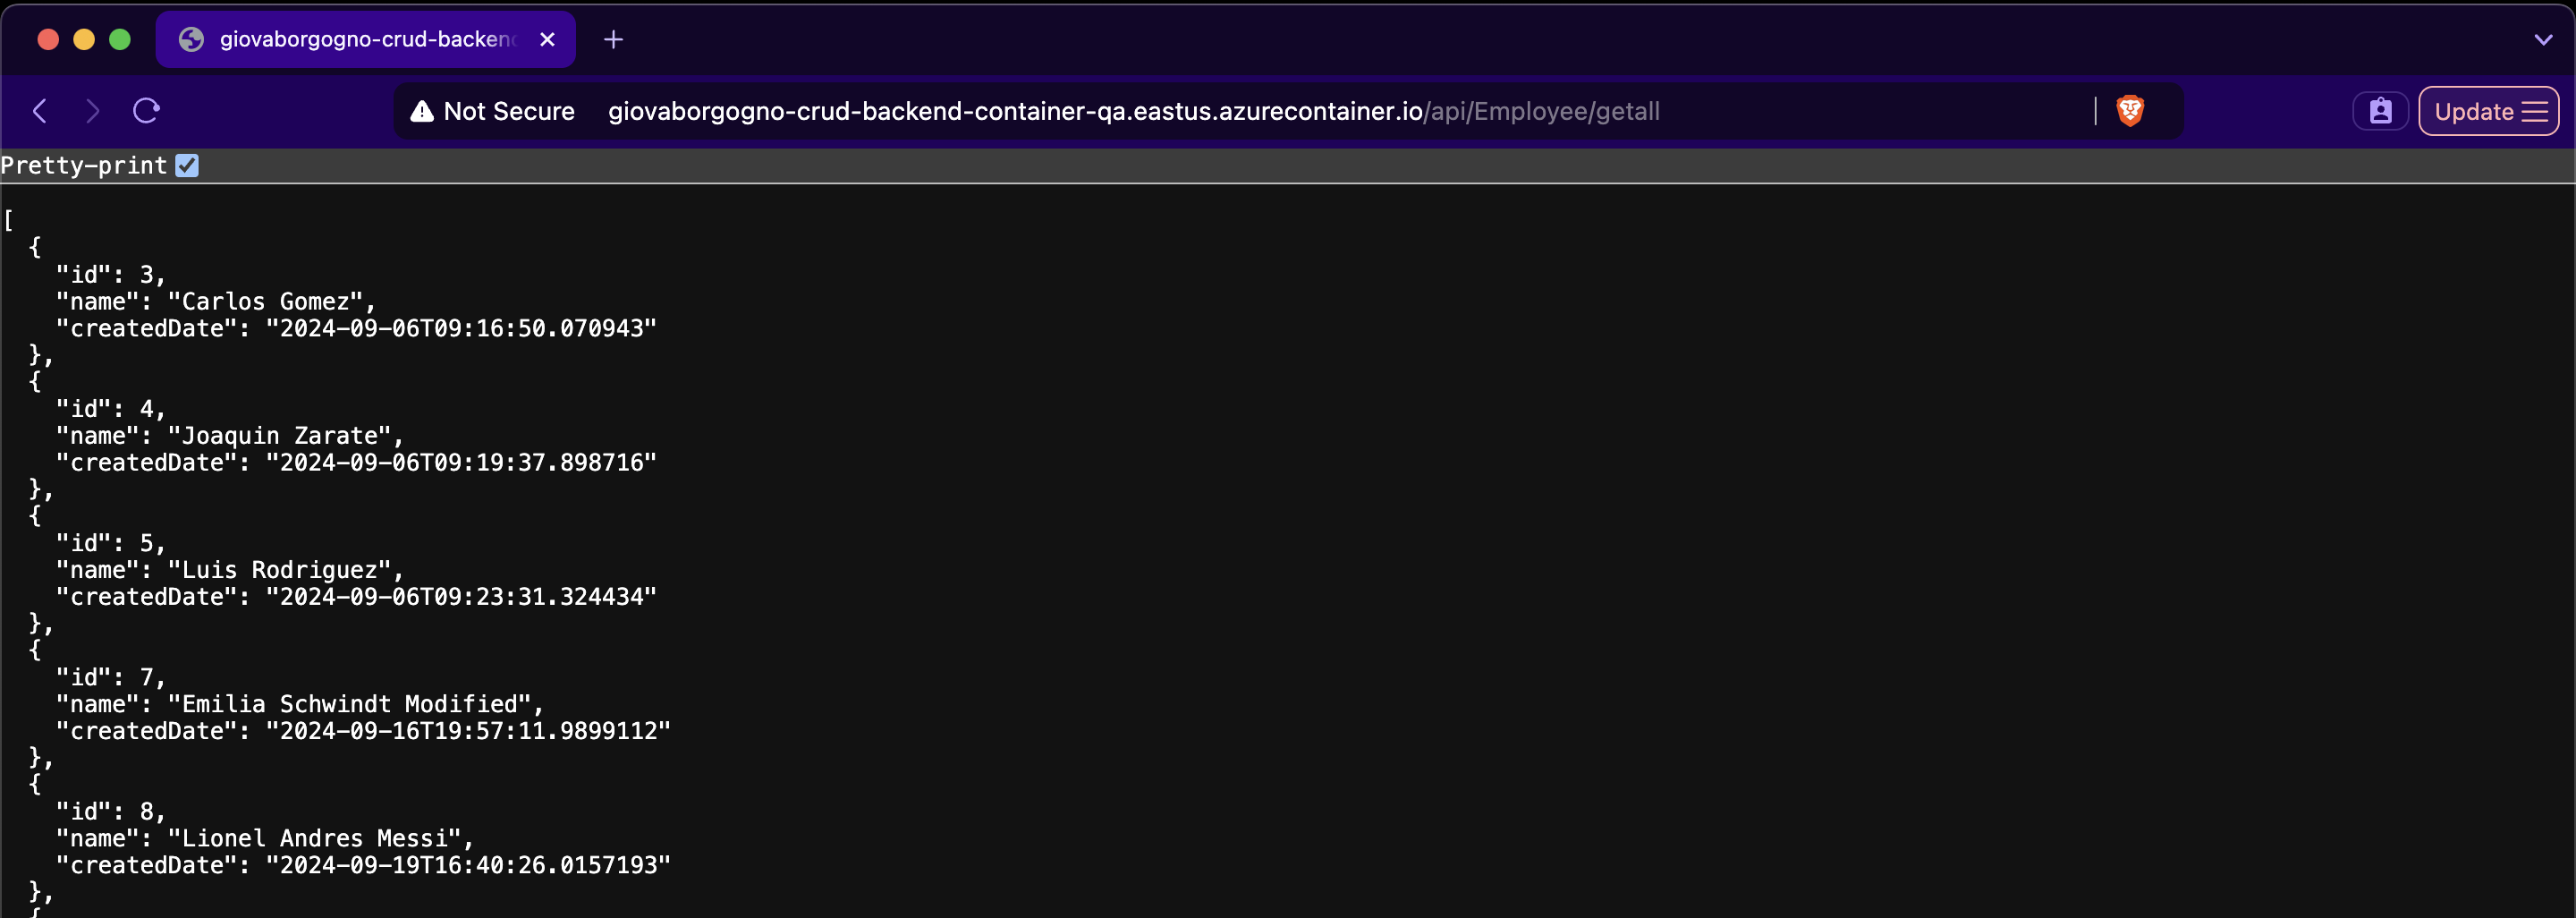 giovaborgogno-crud-backen
Not Secure giovaborgogno-crud-backend-container-qa.eastus.azurecontainer.io/api/Employee/getall Update
Pretty-print
[
  {
    "id": 3,
    "name": "Carlos Gomez",
    "createdDate": "2024-09-06T09:16:50.070943"
  },
  {
    "id": 4,
    "name": "Joaquin Zarate",
    "createdDate": "2024-09-06T09:19:37.898716"
  },
  {
    "id": 5,
    "name": "Luis Rodriguez",
    "createdDate": "2024-09-06T09:23:31.324434"
  },
  {
    "id": 7,
    "name": "Emilia Schwindt Modified",
    "createdDate": "2024-09-16T19:57:11.9899112"
  },
  {
    "id": 8,
    "name": "Lionel Andres Messi",
    "createdDate": "2024-09-19T16:40:26.0157193"
  },
  {